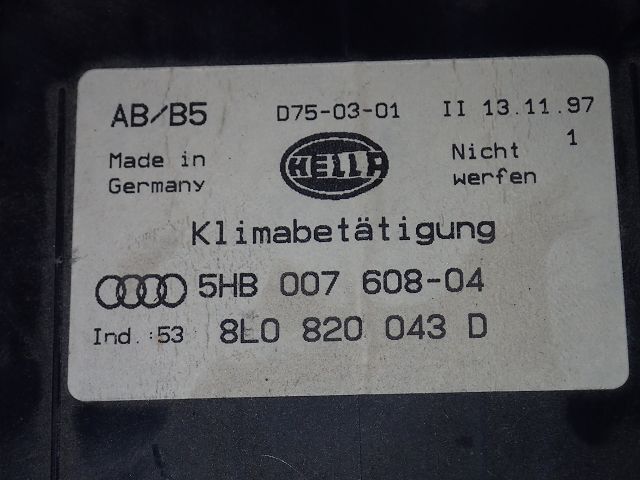 AB/B5 D75-03-01 II 13.11.97
Made in Germany HELLA Nicht werfen 1
Klimabetätigung
5HB 007 608-04
Ind.:53 8L0 820 043 D